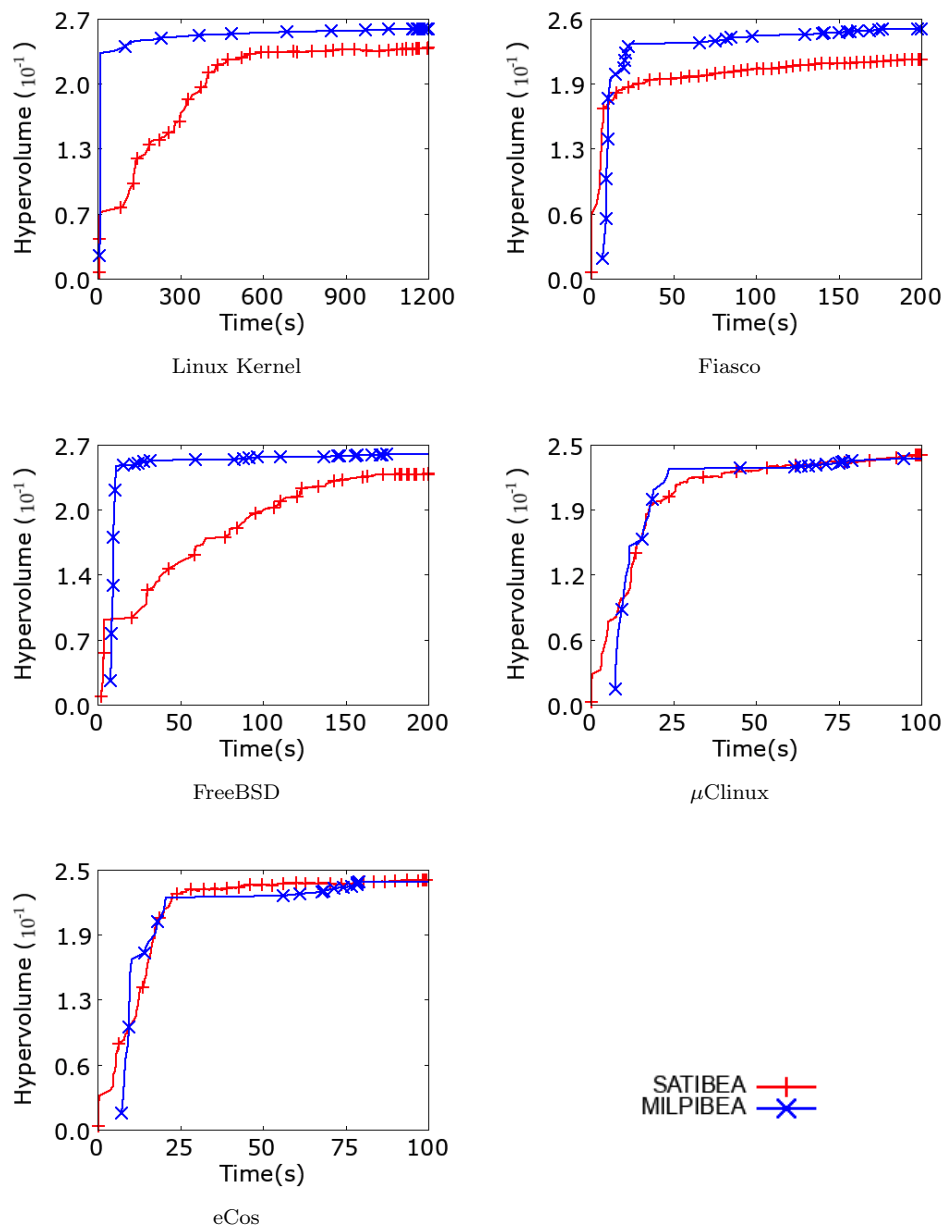 2.7
2.0
1.3
0.7
0.0
Hypervolume (10⁻¹)
0 300 600 900 1200
Time(s)
Linux Kernel
2.6
1.9
1.3
0.6
0.0
Hypervolume (10⁻¹)
0 50 100 150 200
Time(s)
Fiasco
2.7
2.0
1.4
0.7
0.0
Hypervolume (10⁻¹)
0 50 100 150 200
Time(s)
FreeBSD
2.5
1.9
1.2
0.6
0.0
Hypervolume (10⁻¹)
0 25 50 75 100
Time(s)
μClinux
2.5
1.9
1.3
0.6
0.0
Hypervolume (10⁻¹)
0 25 50 75 100
Time(s)
eCos
SATIBEA
MILPIBEA